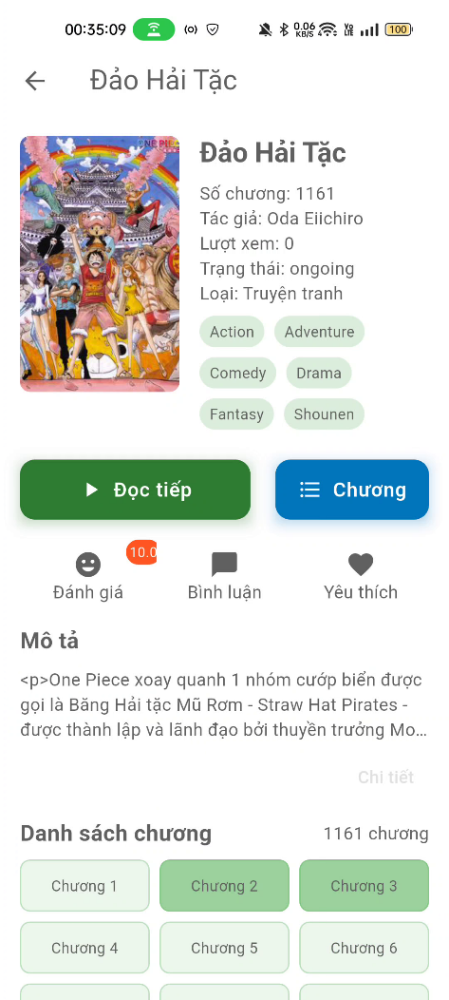 00:35:09
0.06 KB/S
Vo LTE
100
Đảo Hải Tặc
ONE PIECE
Đảo Hải Tặc
Số chương: 1161
Tác giả: Oda Eiichiro
Lượt xem: 0
Trạng thái: ongoing
Loại: Truyện tranh
Action Adventure
Comedy Drama
Fantasy Shounen
Đọc tiếp Chương
10.0
Đánh giá Bình luận Yêu thích
Mô tả
<p>One Piece xoay quanh 1 nhóm cướp biển được
gọi là Băng Hải tặc Mũ Rơm - Straw Hat Pirates -
được thành lập và lãnh đạo bởi thuyền trưởng Mo...
Chi tiết
Danh sách chương 1161 chương
Chương 1 Chương 2 Chương 3
Chương 4 Chương 5 Chương 6